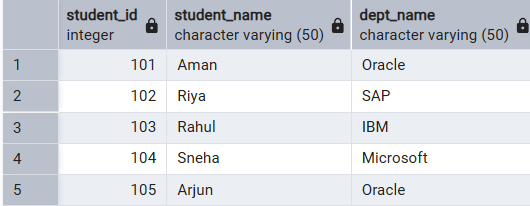 student_id student_name dept_name
integer character varying (50) character varying (50)
1 101 Aman Oracle
2 102 Riya SAP
3 103 Rahul IBM
4 104 Sneha Microsoft
5 105 Arjun Oracle